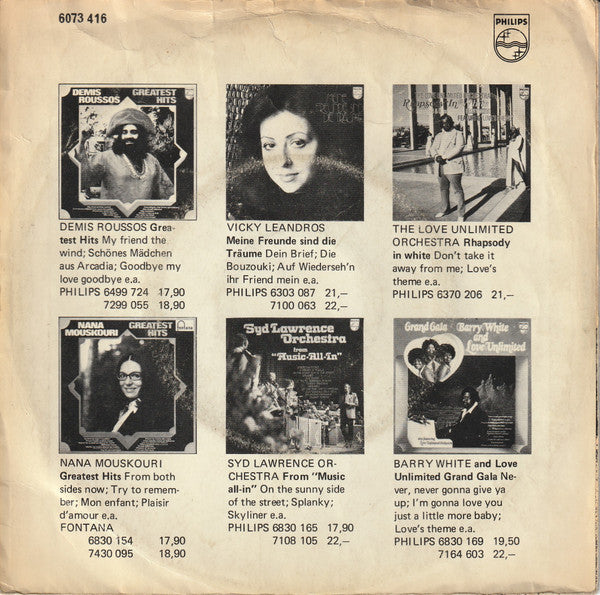 6073 416
PHILIPS
DEMIS
ROUSSOS
GREATEST
HITS
DEMIS ROUSSOS Grea-
test Hits My friend the
wind; Schönes Mädchen
aus Arcadia; Goodbye my
love goodbye e.a.
PHILIPS 6499 724 17,90
7299 055 18,90
VICKY LEANDROS
Meine Freunde sind die
Träume Dein Brief; Die
Bouzouki; Auf Wiederseh'n
ihr Friend mein e.a.
PHILIPS 6303 087 21,—
7100 063 22,—
Rhapsody In White
THE LOVE UNLIMITED
ORCHESTRA Rhapsody
in white Don't take it
away from me; Love's
theme e.a.
PHILIPS 6370 206 21,—
NANA
MOUSKOURI
GREATEST
HITS
NANA MOUSKOURI
Greatest Hits From both
sides now; Try to remem-
ber; Mon enfant; Plaisir
d'amour e.a.
FONTANA
6830 154 17,90
7430 095 18,90
Syd Lawrence
Orchestra
from
"Music-All-In"
SYD LAWRENCE OR-
CHESTRA From "Music
all-in" On the sunny side
of the street; Splanky;
Skyliner e.a.
PHILIPS 6830 165 17,90
7108 105 22,—
Grand Gala
Barry White
and
Love Unlimited
BARRY WHITE and Love
Unlimited Grand Gala Ne-
ver, never gonna give ya
up; I'm gonna love you
just a little more baby;
Love's theme e.a.
PHILIPS 6830 169 19,50
7164 603 22,—